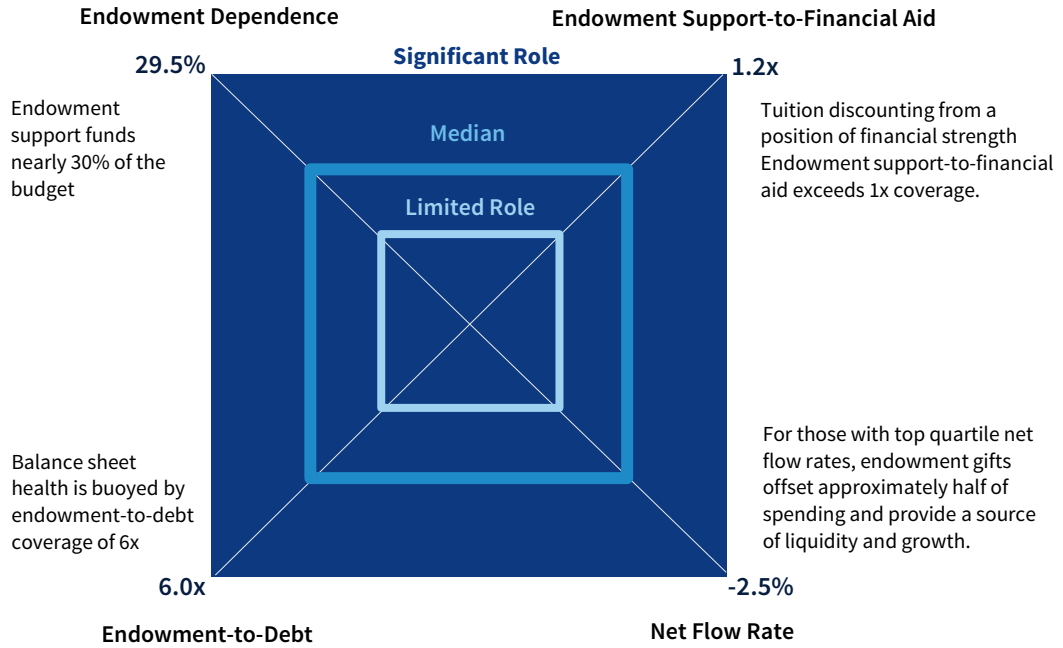 Endowment Dependence
Endowment Support-to-Financial Aid
29.5%
Significant Role
1.2x
Endowment
support funds
nearly 30% of the
budget
Median
Tuition discounting from a
position of financial strength
Endowment support-to-financial
aid exceeds 1x coverage.
Limited Role
Balance sheet
health is buoyed by
endowment-to-debt
coverage of 6x
For those with top quartile net
flow rates, endowment gifts
offset approximately half of
spending and provide a source
of liquidity and growth.
6.0x
-2.5%
Endowment-to-Debt
Net Flow Rate